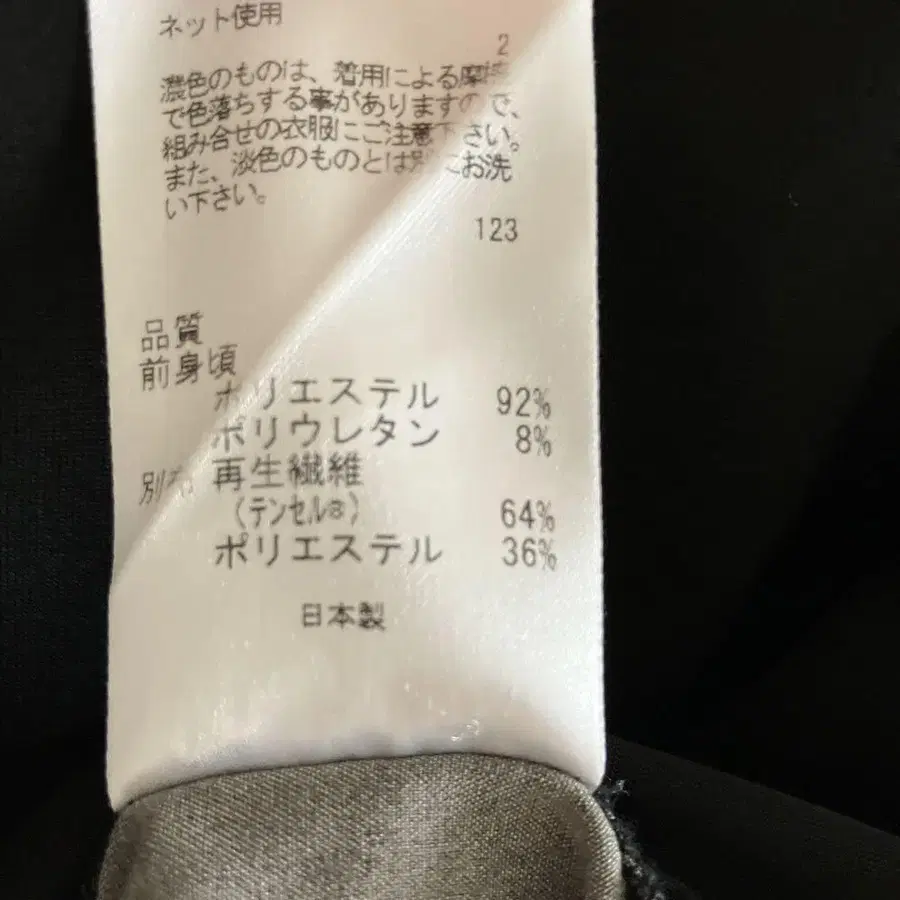 ネット使用
2
濃色のものは、着用による摩擦
で色落ちする事がありますので、
組み合せの衣服にご注意下さい。
また、淡色のものとは別にお洗
い下さい。
123
品質
前身頃
ポリエステル 92%
ポリウレタン 8%
別布 再生繊維
(テンセル®) 64%
ポリエステル 36%
日本製